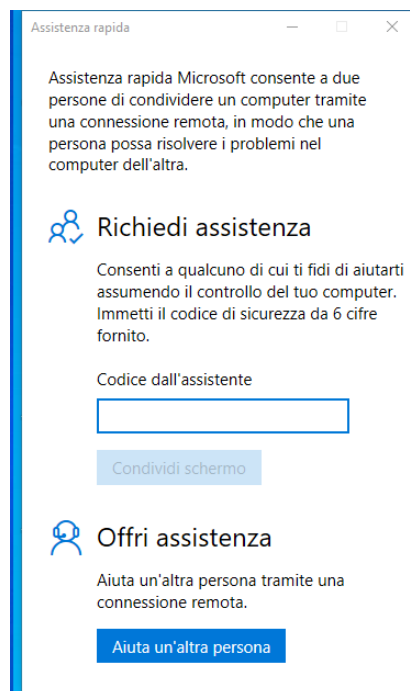 Assistenza rapida
Assistenza rapida Microsoft consente a due
persone di condividere un computer tramite
una connessione remota, in modo che una
persona possa risolvere i problemi nel
computer dell'altra.
Richiedi assistenza
Consenti a qualcuno di cui ti fidi di aiutarti
assumendo il controllo del tuo computer.
Immetti il codice di sicurezza da 6 cifre
fornito.
Codice dall'assistente
Condividi schermo
Offri assistenza
Aiuta un'altra persona tramite una
connessione remota.
Aiuta un'altra persona